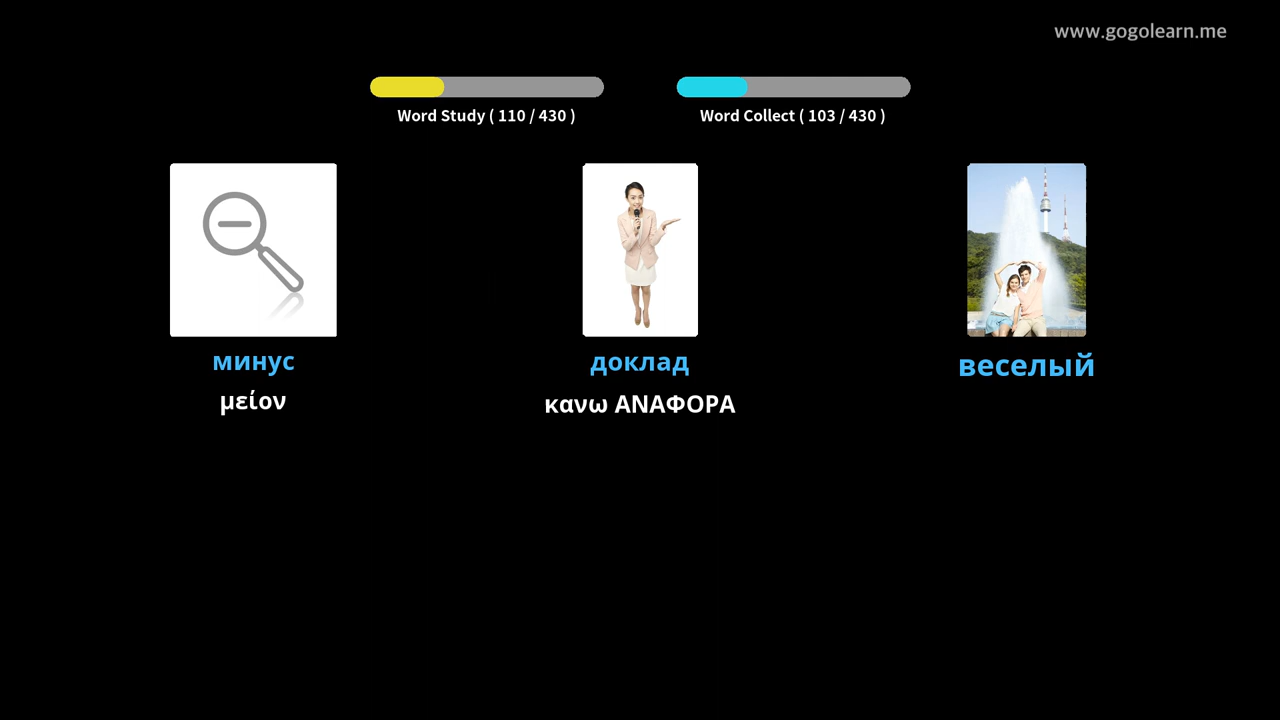 www.gogolearn.me
Word Study ( 110 / 430 )
Word Collect ( 103 / 430 )
минус
доклад
веселый
μείον
κανω ΑΝΑΦΟΡΑ